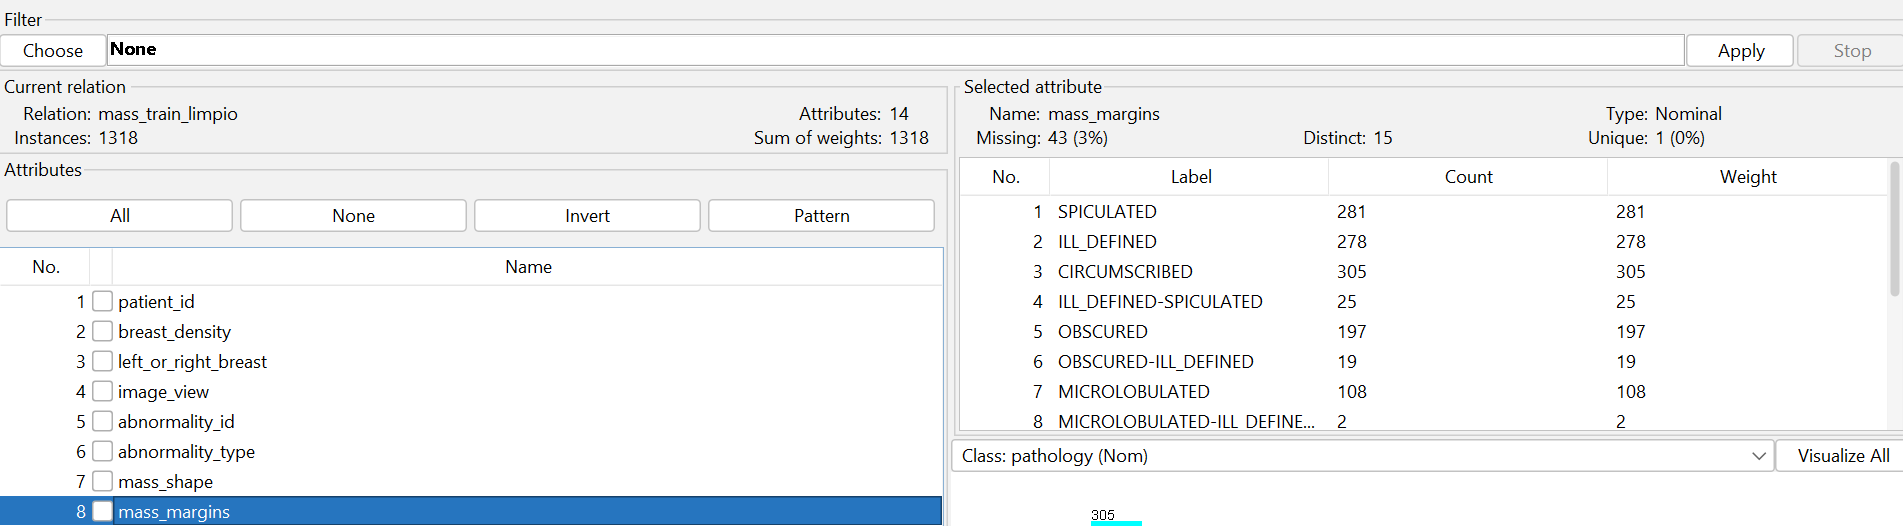 Filter
Choose None Apply Stop
Current relation
Relation: mass_train_limpio Attributes: 14
Instances: 1318 Sum of weights: 1318
Attributes
All None Invert Pattern
No. Name
1 patient_id
2 breast_density
3 left_or_right_breast
4 image_view
5 abnormality_id
6 abnormality_type
7 mass_shape
8 mass_margins
Selected attribute
Name: mass_margins Type: Nominal
Missing: 43 (3%) Distinct: 15 Unique: 1 (0%)
No. Label Count Weight
1 SPICULATED 281 281
2 ILL_DEFINED 278 278
3 CIRCUMSCRIBED 305 305
4 ILL_DEFINED-SPICULATED 25 25
5 OBSCURED 197 197
6 OBSCURED-ILL_DEFINED 19 19
7 MICROLOBULATED 108 108
8 MICROLOBULATED-ILL_DEFINE... 2 2
Class: pathology (Nom) Visualize All
305